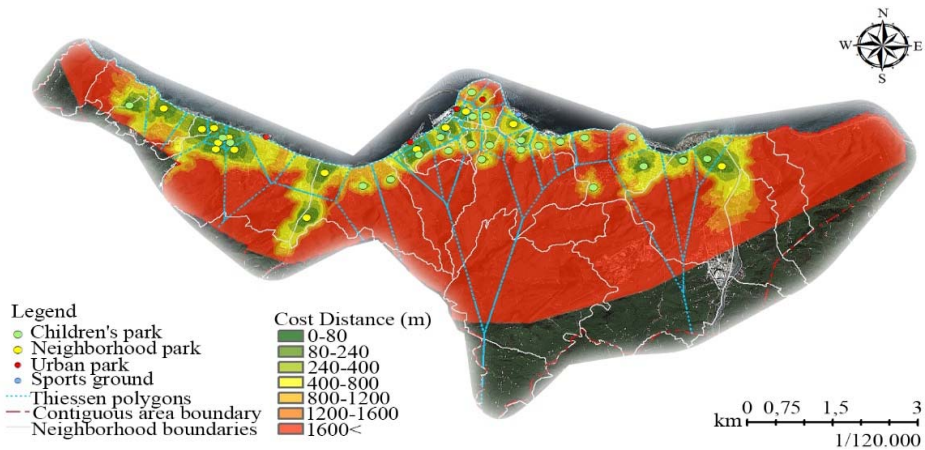 N
W E
S
Legend
Children's park
Neighborhood park
Urban park
Sports ground
Thiessen polygons
Contiguous area boundary
Neighborhood boundaries
Cost Distance (m)
0-80
80-240
240-400
400-800
800-1200
1200-1600
1600<
0 0,75 1,5 3
km
1/120.000